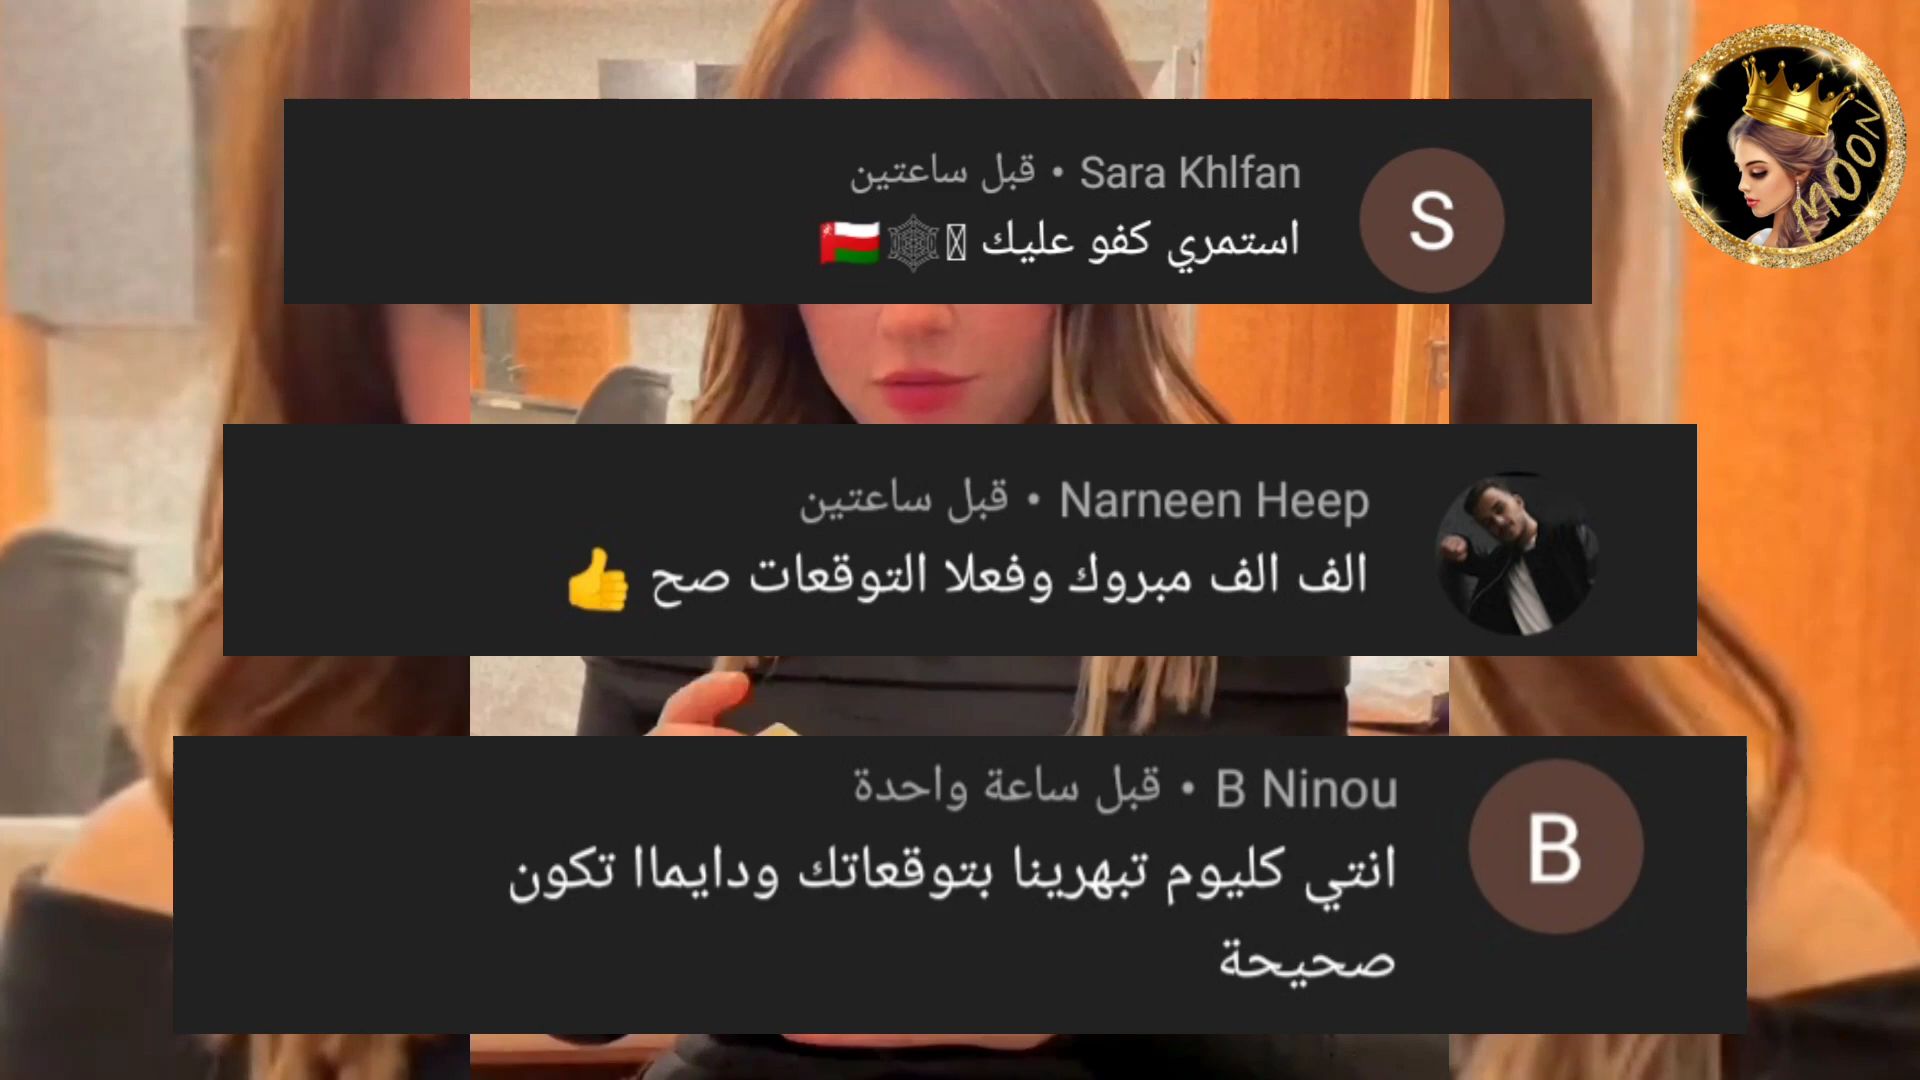 Sara Khlfan • قبل ساعتين
استمري كفو عليك 🕸🇴🇲
Narneen Heep • قبل ساعتين
الف الف مبروك وفعلا التوقعات صح 👍
B Ninou • قبل ساعة واحدة
انتي كليوم تبهرينا بتوقعاتك ودايماا تكون
صحيحة
S
B
MOON